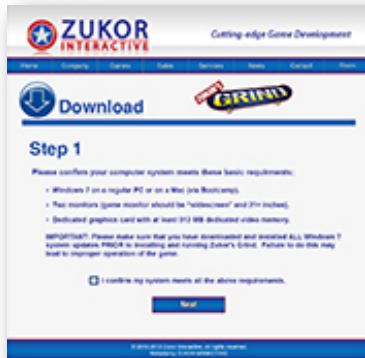 ZUKOR
INTERACTIVE
Cutting-edge Game Development
Home Company Games Sales Services News Contact
Download
GRIND
Step 1
Please confirm your computer system meets these basic requirements:
Windows 7 on a regular PC or on a Mac (via Bootcamp).
Two monitors (game monitor should be "widescreen" and 21+ inches).
Dedicated graphics card with at least 512 MB dedicated video memory.
IMPORTANT: Please make sure that you have downloaded and installed ALL Windows 7
system updates PRIOR to installing and running Zukor's Grind. Failure to do this may
lead to improper operation of the game.
I confirm my system meets all the above requirements.
Next